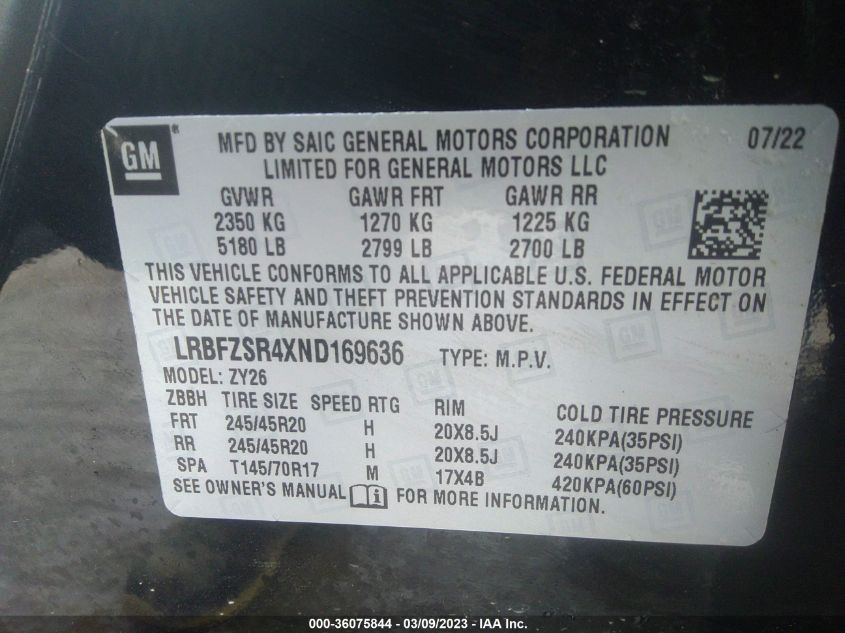 GM ® MFD BY SAIC GENERAL MOTORS CORPORATION 07/22
LIMITED FOR GENERAL MOTORS LLC
GVWR GAWR FRT GAWR RR
2350 KG 1270 KG 1225 KG
5180 LB 2799 LB 2700 LB
THIS VEHICLE CONFORMS TO ALL APPLICABLE U.S. FEDERAL MOTOR
VEHICLE SAFETY AND THEFT PREVENTION STANDARDS IN EFFECT ON
THE DATE OF MANUFACTURE SHOWN ABOVE.
LRBFZSR4XND169636 TYPE: M.P.V.
MODEL: ZY26
ZBBH TIRE SIZE SPEED RTG RIM COLD TIRE PRESSURE
FRT 245/45R20 H 20X8.5J 240KPA(35PSI)
RR 245/45R20 H 20X8.5J 240KPA(35PSI)
SPA T145/70R17 M 17X4B 420KPA(60PSI)
SEE OWNER'S MANUAL FOR MORE INFORMATION.
000-36075844 - 03/09/2023 - IAA Inc.